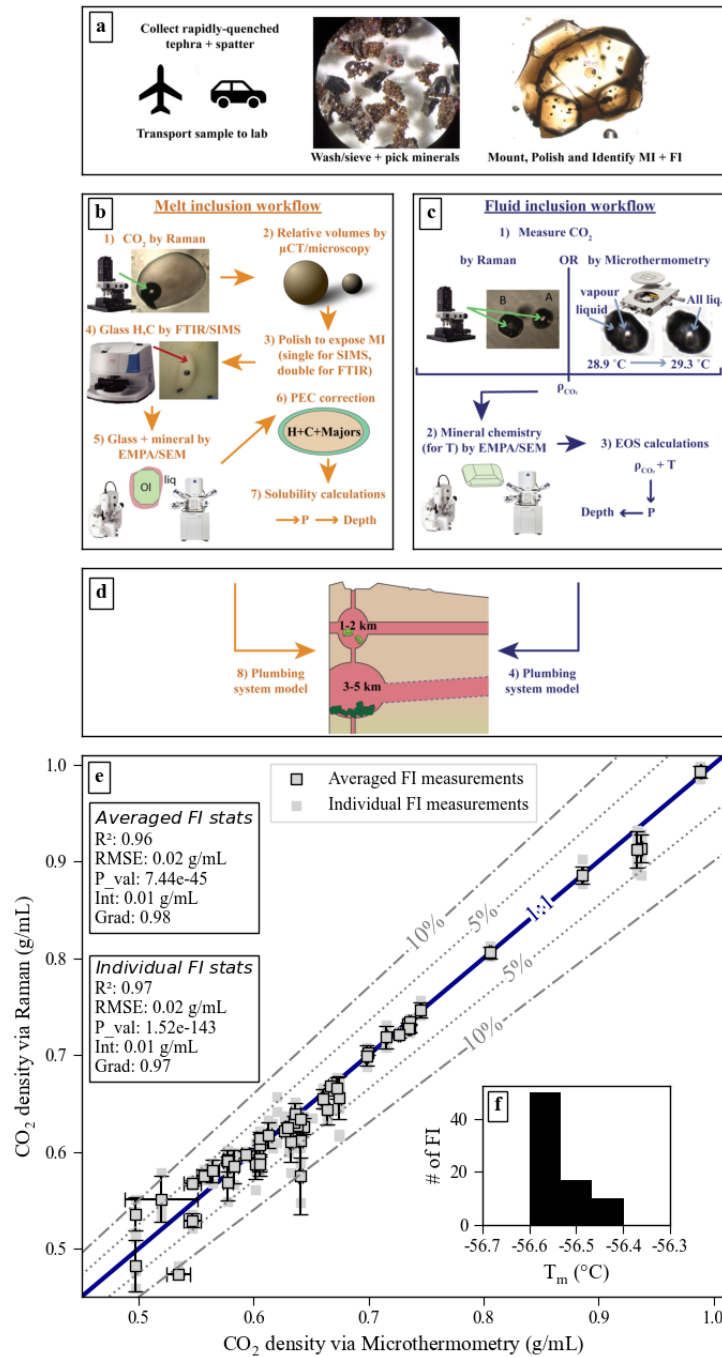 a
Collect rapidly-quenched
tephra + spatter
Transport sample to lab
Wash/sieve + pick minerals
Mount, Polish and Identify MI + FI
b
Melt inclusion workflow
1) CO₂ by Raman
2) Relative volumes by
μCT/microscopy
4) Glass H,C by FTIR/SIMS
3) Polish to expose MI
(single for SIMS,
double for FTIR)
6) PEC correction
H+C+Majors
5) Glass + mineral by
EMPA/SEM
Ol
liq
7) Solubility calculations
P
Depth
c
Fluid inclusion workflow
1) Measure CO₂
by Raman
OR
by Microthermometry
B
A
vapour
liquid
All liq.
28.9 °C
29.3 °C
ρCO₂
2) Mineral chemistry
(for T) by EMPA/SEM
3) EOS calculations
ρCO₂ + T
Depth
P
d
1-2 km
3-5 km
8) Plumbing
system model
4) Plumbing
system model
e
Averaged FI measurements
Individual FI measurements
Averaged FI stats
R²: 0.96
RMSE: 0.02 g/mL
P_val: 7.44e-45
Int: 0.01 g/mL
Grad: 0.98
Individual FI stats
R²: 0.97
RMSE: 0.02 g/mL
P_val: 1.52e-143
Int: 0.01 g/mL
Grad: 0.97
10%
5%
1:1
5%
10%
1.0
0.9
0.8
0.7
0.6
0.5
CO₂ density via Raman (g/mL)
0.5
0.6
0.7
0.8
0.9
1.0
CO₂ density via Microthermometry (g/mL)
f
# of FI
40
20
0
-56.7
-56.6
-56.5
-56.4
-56.3
Tm (°C)